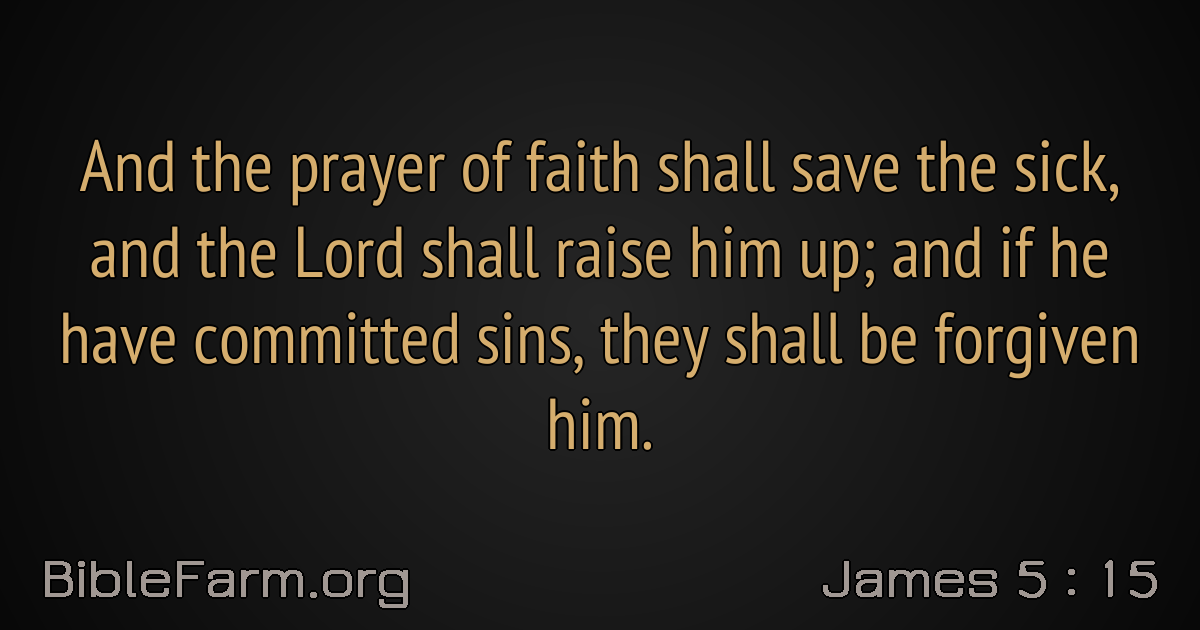 And the prayer of faith shall save the sick,
and the Lord shall raise him up; and if he
have committed sins, they shall be forgiven
him.
BibleFarm.org
James 5 : 15